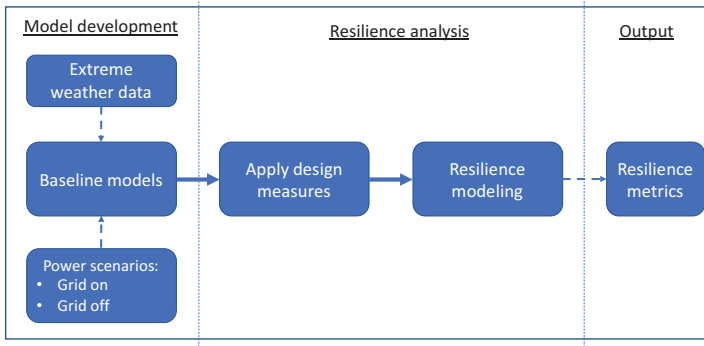 Model development
Resilience analysis
Output
Extreme
weather data
Baseline models
Apply design
measures
Resilience
modeling
Resilience
metrics
Power scenarios:
• Grid on
• Grid off